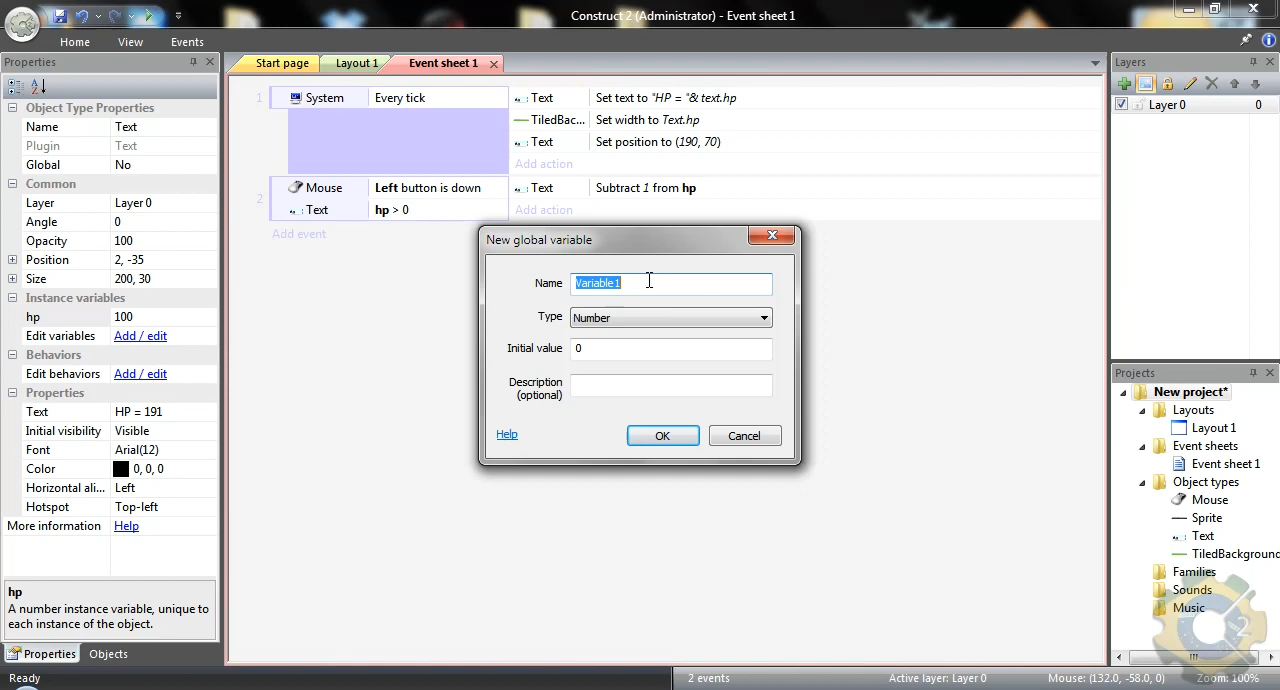 Construct 2 (Administrator) - Event sheet 1
Home View Events
Properties
Object Type Properties
Name Text
Plugin Text
Global No
Common
Layer Layer 0
Angle 0
Opacity 100
Position 2, -35
Size 200, 30
Instance variables
hp 100
Edit variables Add / edit
Behaviors
Edit behaviors Add / edit
Properties
Text HP = 191
Initial visibility Visible
Font Arial(12)
Color 0, 0, 0
Horizontal ali... Left
Hotspot Top-left
More information Help
hp
A number instance variable, unique to
each instance of the object.
Properties Objects
Start page Layout 1 Event sheet 1
1 System Every tick Text Set text to "HP = "& text.hp
TiledBac... Set width to Text.hp
Text Set position to (190, 70)
Add action
2 Mouse Left button is down Text Subtract 1 from hp
Text hp > 0 Add action
Add event
New global variable
Name Variable1
Type Number
Initial value 0
Description
(optional)
Help OK Cancel
Layers
Layer 0 0
Projects
New project*
Layouts
Layout 1
Event sheets
Event sheet 1
Object types
Mouse
Sprite
Text
TiledBackground
Families
Sounds
Music
2
Ready 2 events Active layer: Layer 0 Mouse: (132.0, -58.0, 0) Zoom: 100%